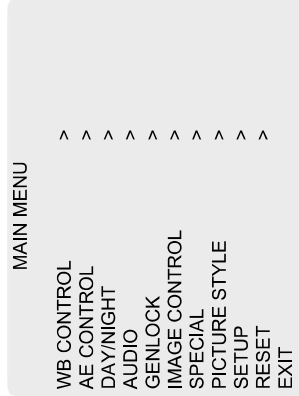 MAIN MENU
WB CONTROL >
AE CONTROL >
DAY/NIGHT >
AUDIO >
GENLOCK >
IMAGE CONTROL >
SPECIAL >
PICTURE STYLE >
SETUP >
RESET >
EXIT